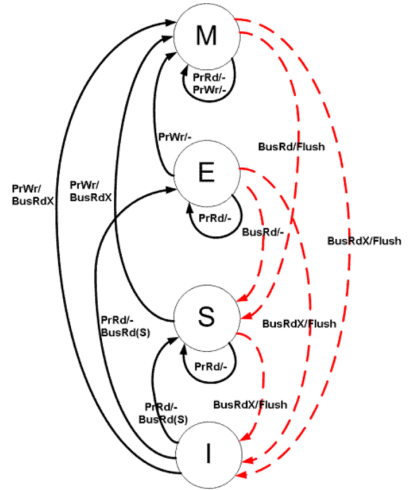 M
PrRd/-
PrWr/-
PrWr/-
BusRd/Flush
E
PrWr/
BusRdX
PrWr/
BusRdX
PrRd/-
BusRd/-
BusRdX/Flush
S
PrRd/-
BusRd(S)
BusRdX/Flush
PrRd/-
PrRd/-
BusRd(S)
BusRdX/Flush
I